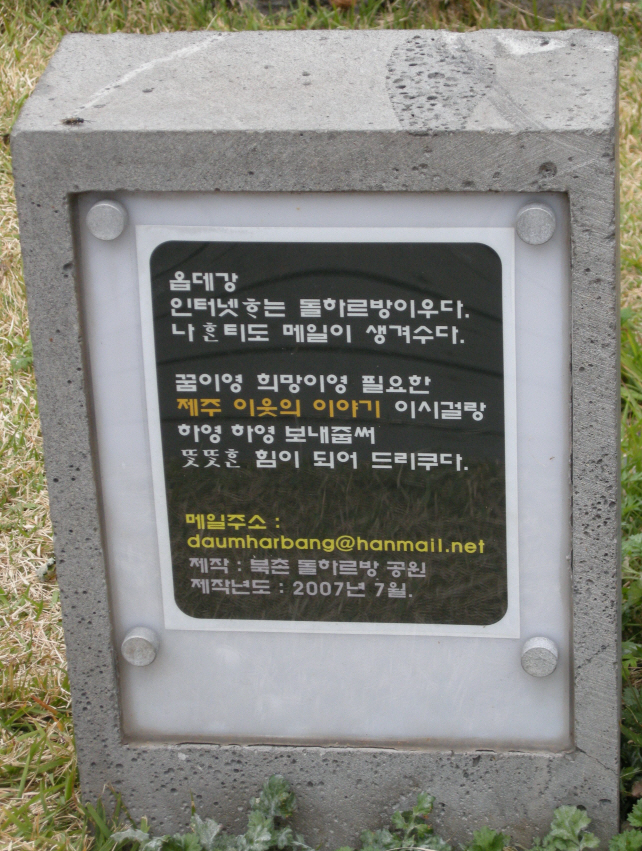 옵데강
인터넷ᄒᆞ는 돌하르방이우다.
나 ᄒᆞᆫ티도 메일이 생겨수다.
꿈이영 희망이영 필요한
제주 이웃의 이야기 이시걸랑
하영 하영 보내줍써
ᄄᆞᆺᄄᆞᆺᄒᆞᆫ 힘이 되어 드리쿠다.
메일주소 :
daumharbang@hanmail.net
제작 : 북촌 돌하르방 공원
제작년도 : 2007년 7월.